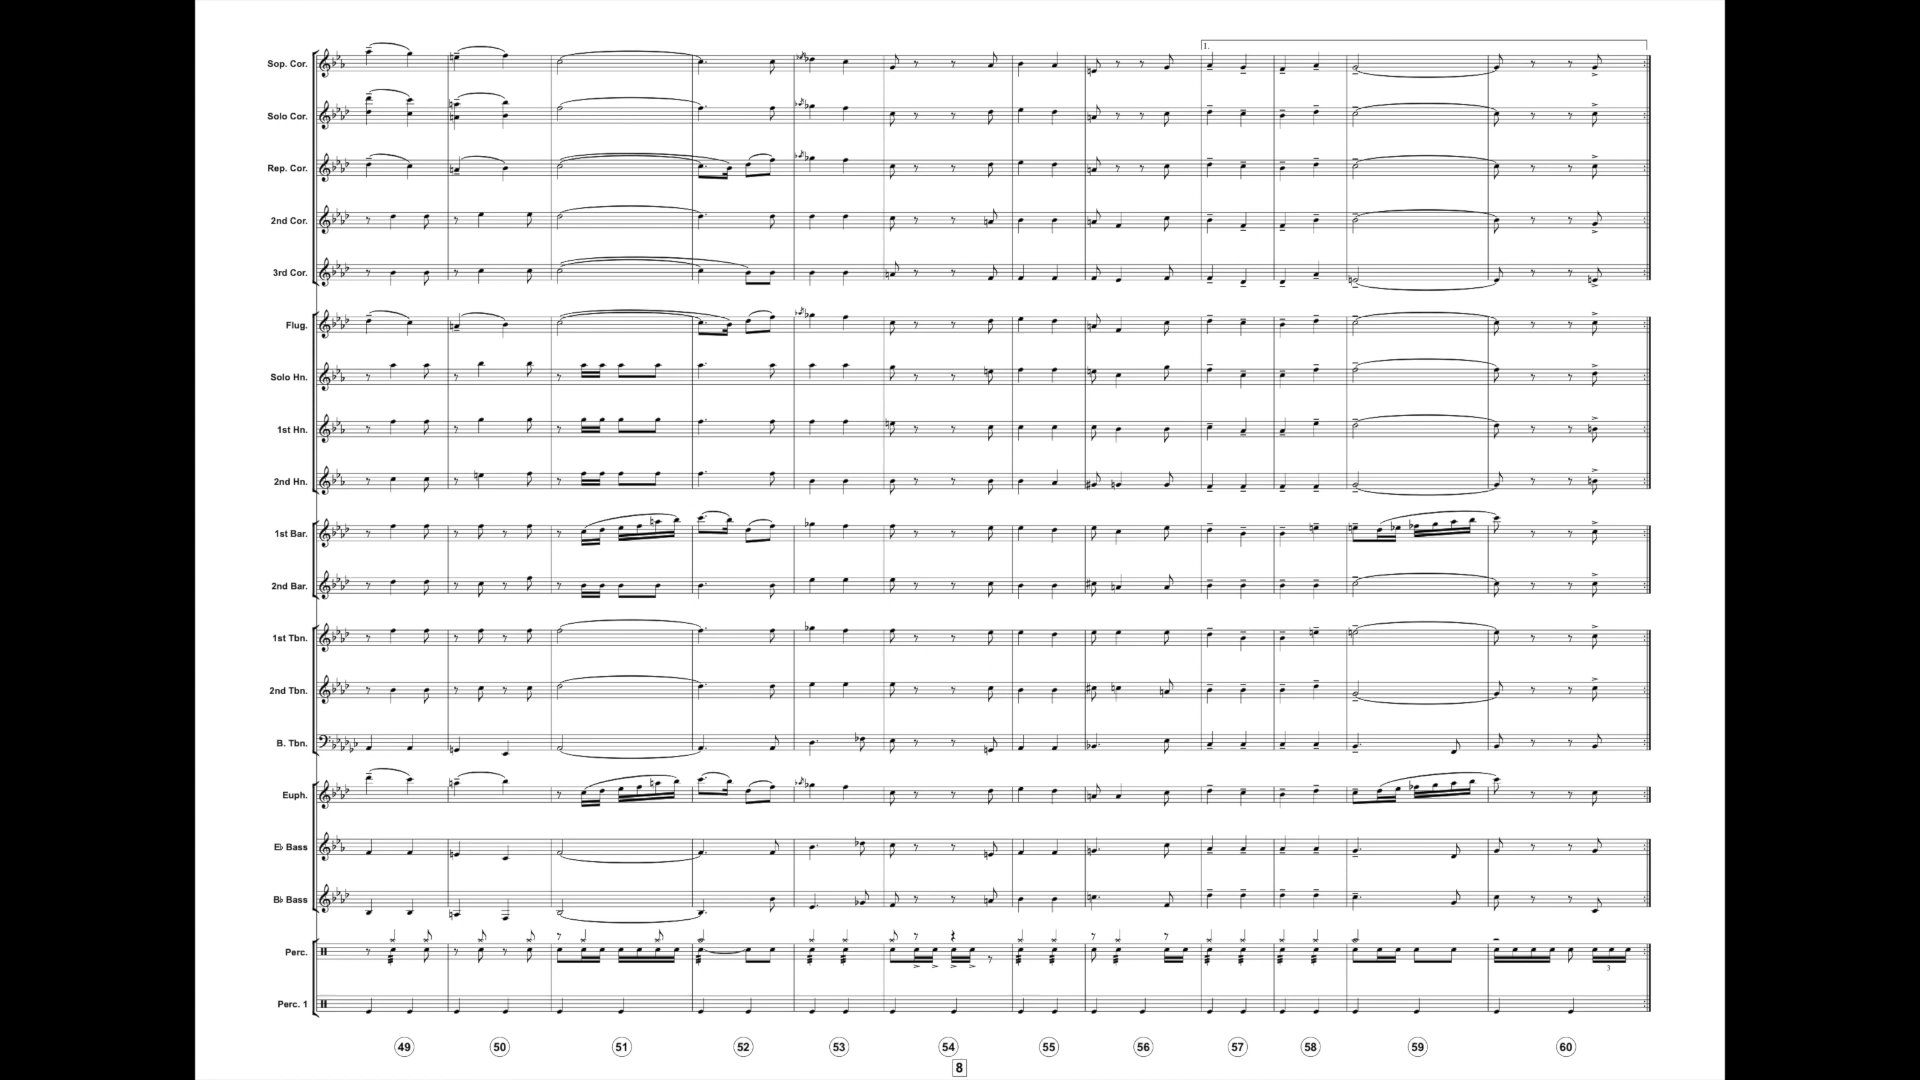 1.
Sop. Cor.
Solo Cor.
Rep. Cor.
2nd Cor.
3rd Cor.
Flug.
Solo Hn.
1st Hn.
2nd Hn.
1st Bar.
2nd Bar.
1st Tbn.
2nd Tbn.
B. Tbn.
Euph.
E♭ Bass
B♭ Bass
Perc.
3
Perc. 1
49 50 51 52 53 54 55 56 57 58 59 60
8